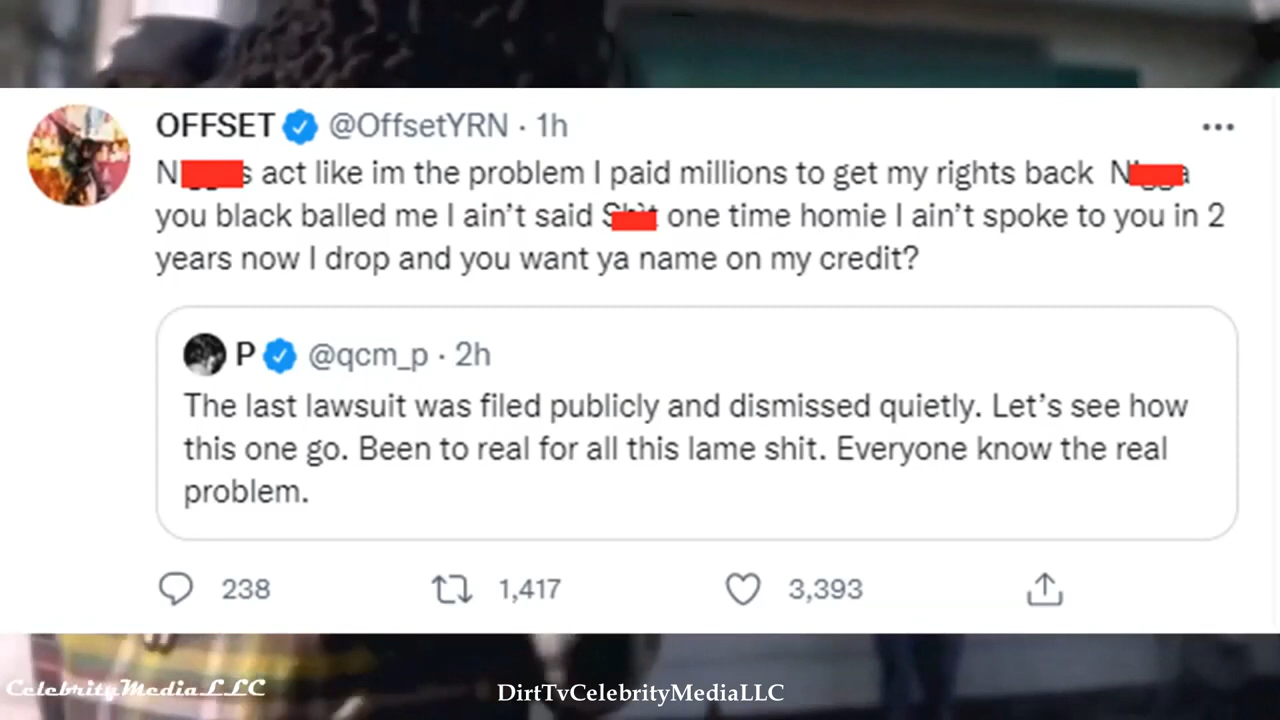 OFFSET @OffsetYRN · 1h
N s act like im the problem I paid millions to get my rights back N a
you black balled me I ain't said S t one time homie I ain't spoke to you in 2
years now I drop and you want ya name on my credit?
P @qcm_p · 2h
The last lawsuit was filed publicly and dismissed quietly. Let's see how
this one go. Been to real for all this lame shit. Everyone know the real
problem.
238 1,417 3,393
CelebrityMediaLLC
DirtTvCelebrityMediaLLC